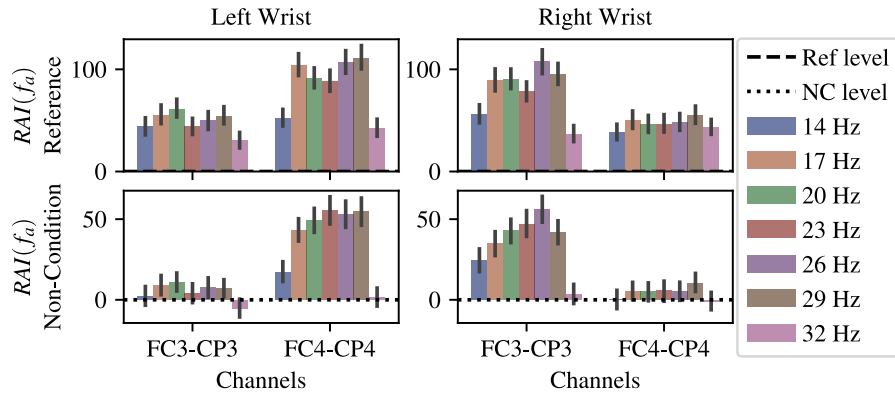 Left Wrist
Right Wrist
RAI(fₐ)
Reference
100
0
100
0
RAI(fₐ)
Non-Condition
50
0
50
0
FC3-CP3
FC4-CP4
FC3-CP3
FC4-CP4
Channels
Channels
Ref level
NC level
14 Hz
17 Hz
20 Hz
23 Hz
26 Hz
29 Hz
32 Hz